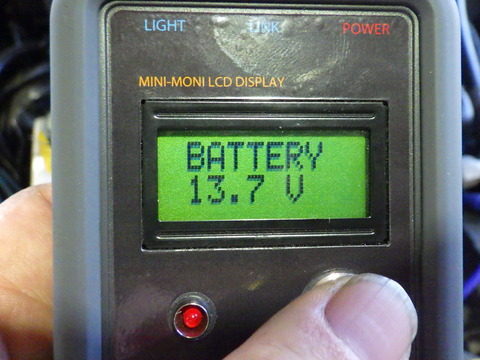 LIGHT LINK POWER
MINI-MONI LCD DISPLAY
BATTERY
13.7 V